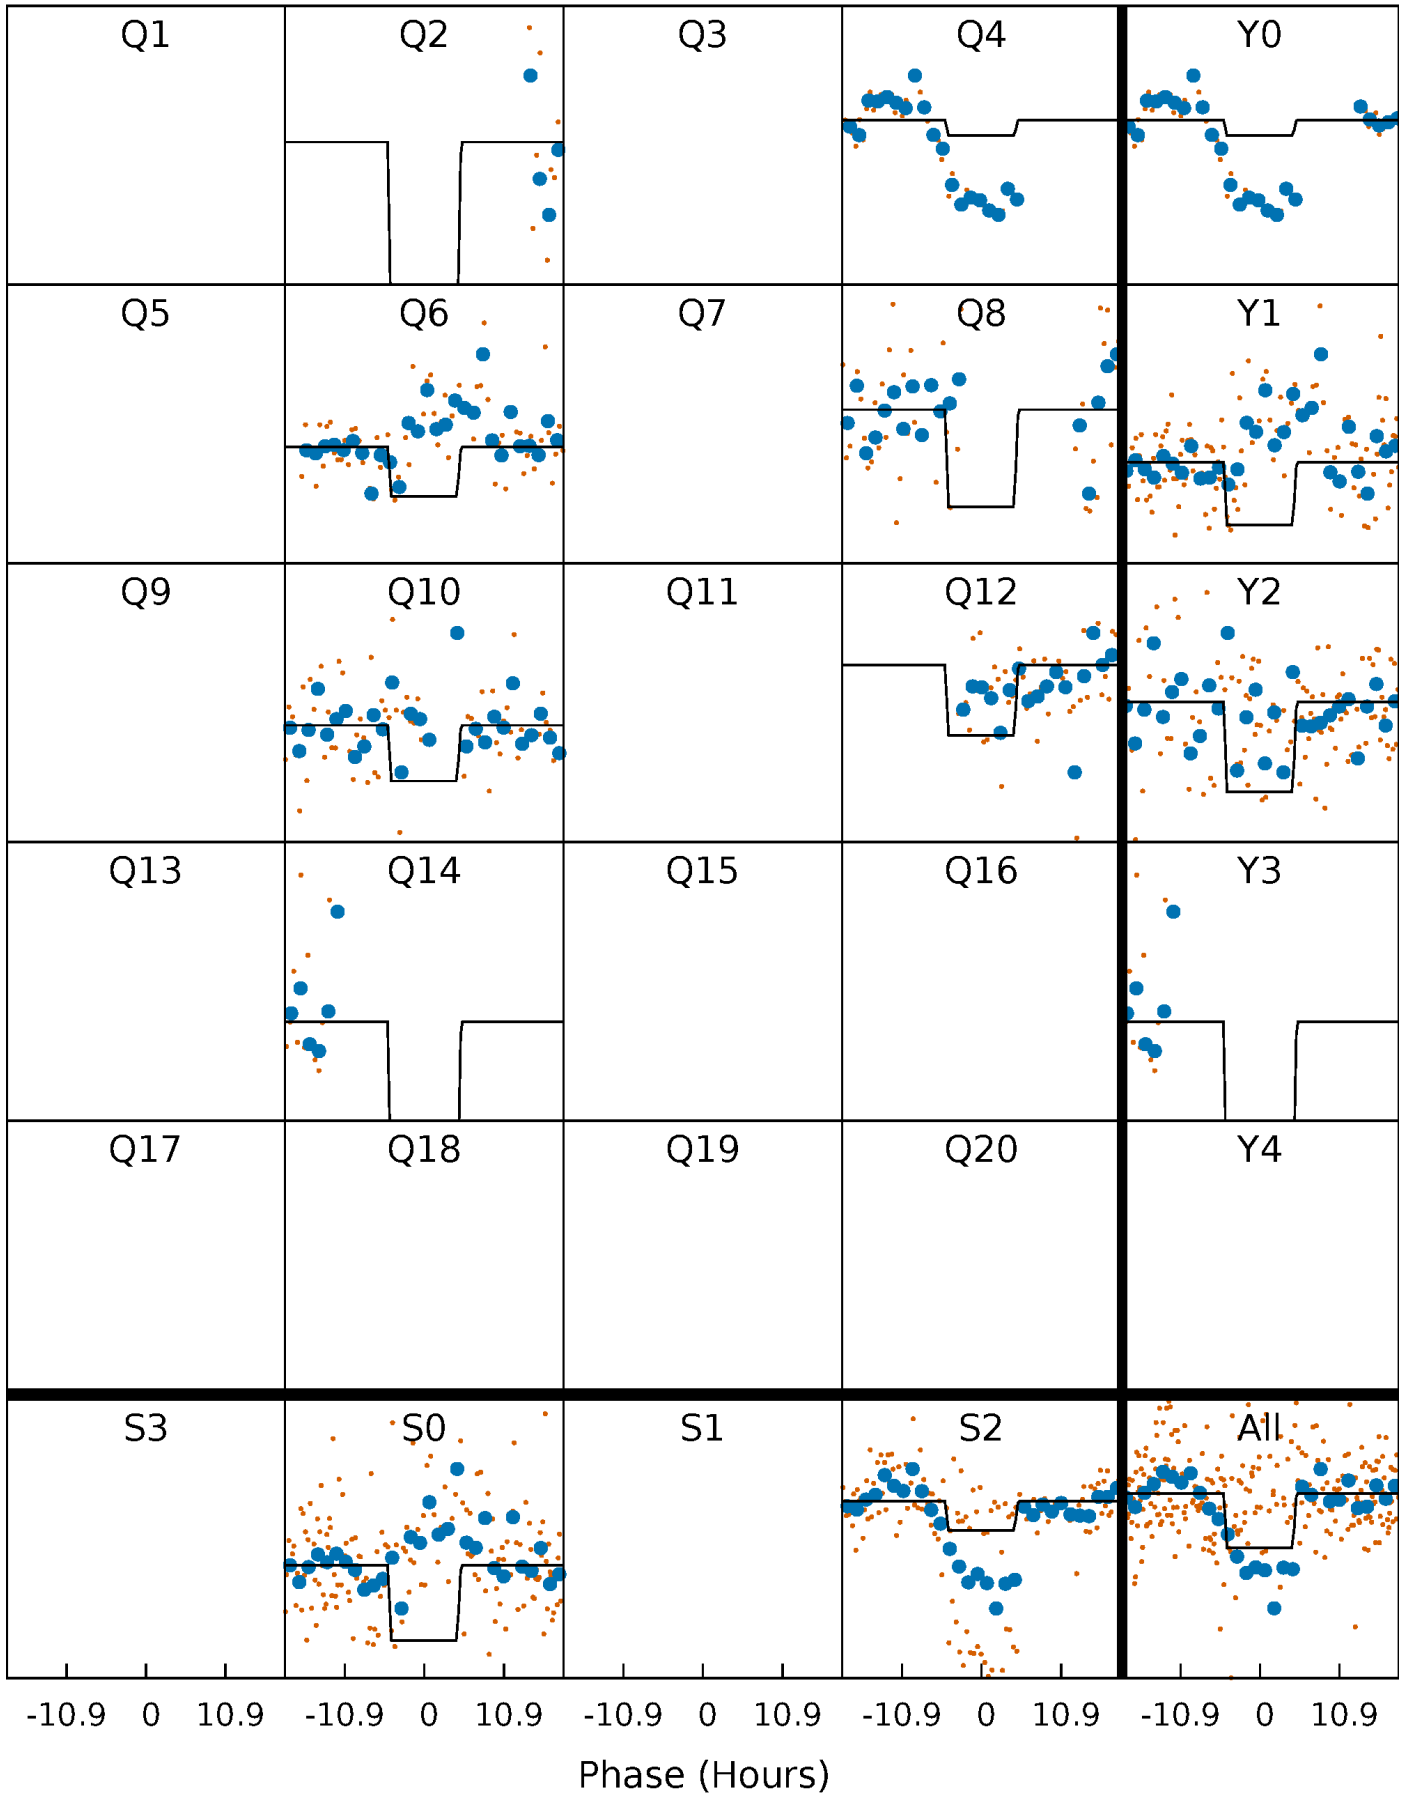 Q1 Q2 Q3 Q4 Y0
Q5 Q6 Q7 Q8 Y1
Q9 Q10 Q11 Q12 Y2
Q13 Q14 Q15 Q16 Y3
Q17 Q18 Q19 Q20 Y4
S3 S0 S1 S2 All
-10.9 0 10.9 -10.9 0 10.9 -10.9 0 10.9 -10.9 0 10.9 -10.9 0 10.9
Phase (Hours)